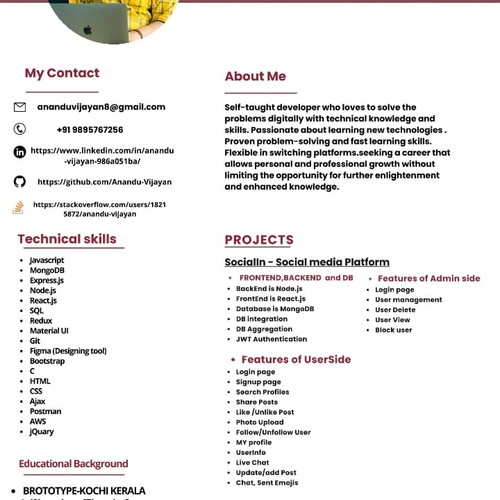 My Contact
ananduvijayan8@gmail.com
+91 9895767256
https://www.linkedin.com/in/anandu
-vijayan-986a051ba/
https://github.com/Anandu-Vijayan
https://stackoverflow.com/users/1821
5872/anandu-vijayan
Technical skills
Javascript
MongoDB
Express.js
Node.js
React.js
SQL
Redux
Material UI
Git
Figma (Designing tool)
Bootstrap
C
HTML
CSS
Ajax
Postman
AWS
jQuary
Educational Background
BROTOTYPE-KOCHI KERALA
About Me
Self-taught developer who loves to solve the
problems digitally with technical knowledge and
skills. Passionate about learning new technologies .
Proven problem-solving and fast learning skills.
Flexible in switching platforms.seeking a career that
allows personal and professional growth without
limiting the opportunity for further enlightenment
and enhanced knowledge.
PROJECTS
SocialIn - Social media Platform
FRONTEND,BACKEND and DB
BackEnd is Node.js
FrontEnd is React.js
Database is MongoDB
DB integration
DB Aggregation
JWT Authentication
Features of Admin side
Login page
User management
User Delete
User View
Block user
Features of UserSide
Login page
Signup page
Search Profiles
Share Posts
Like /Unlike Post
Photo Upload
Follow/Unfollow User
MY profile
UserInfo
Live Chat
Update/add Post
Chat, Sent Emojis